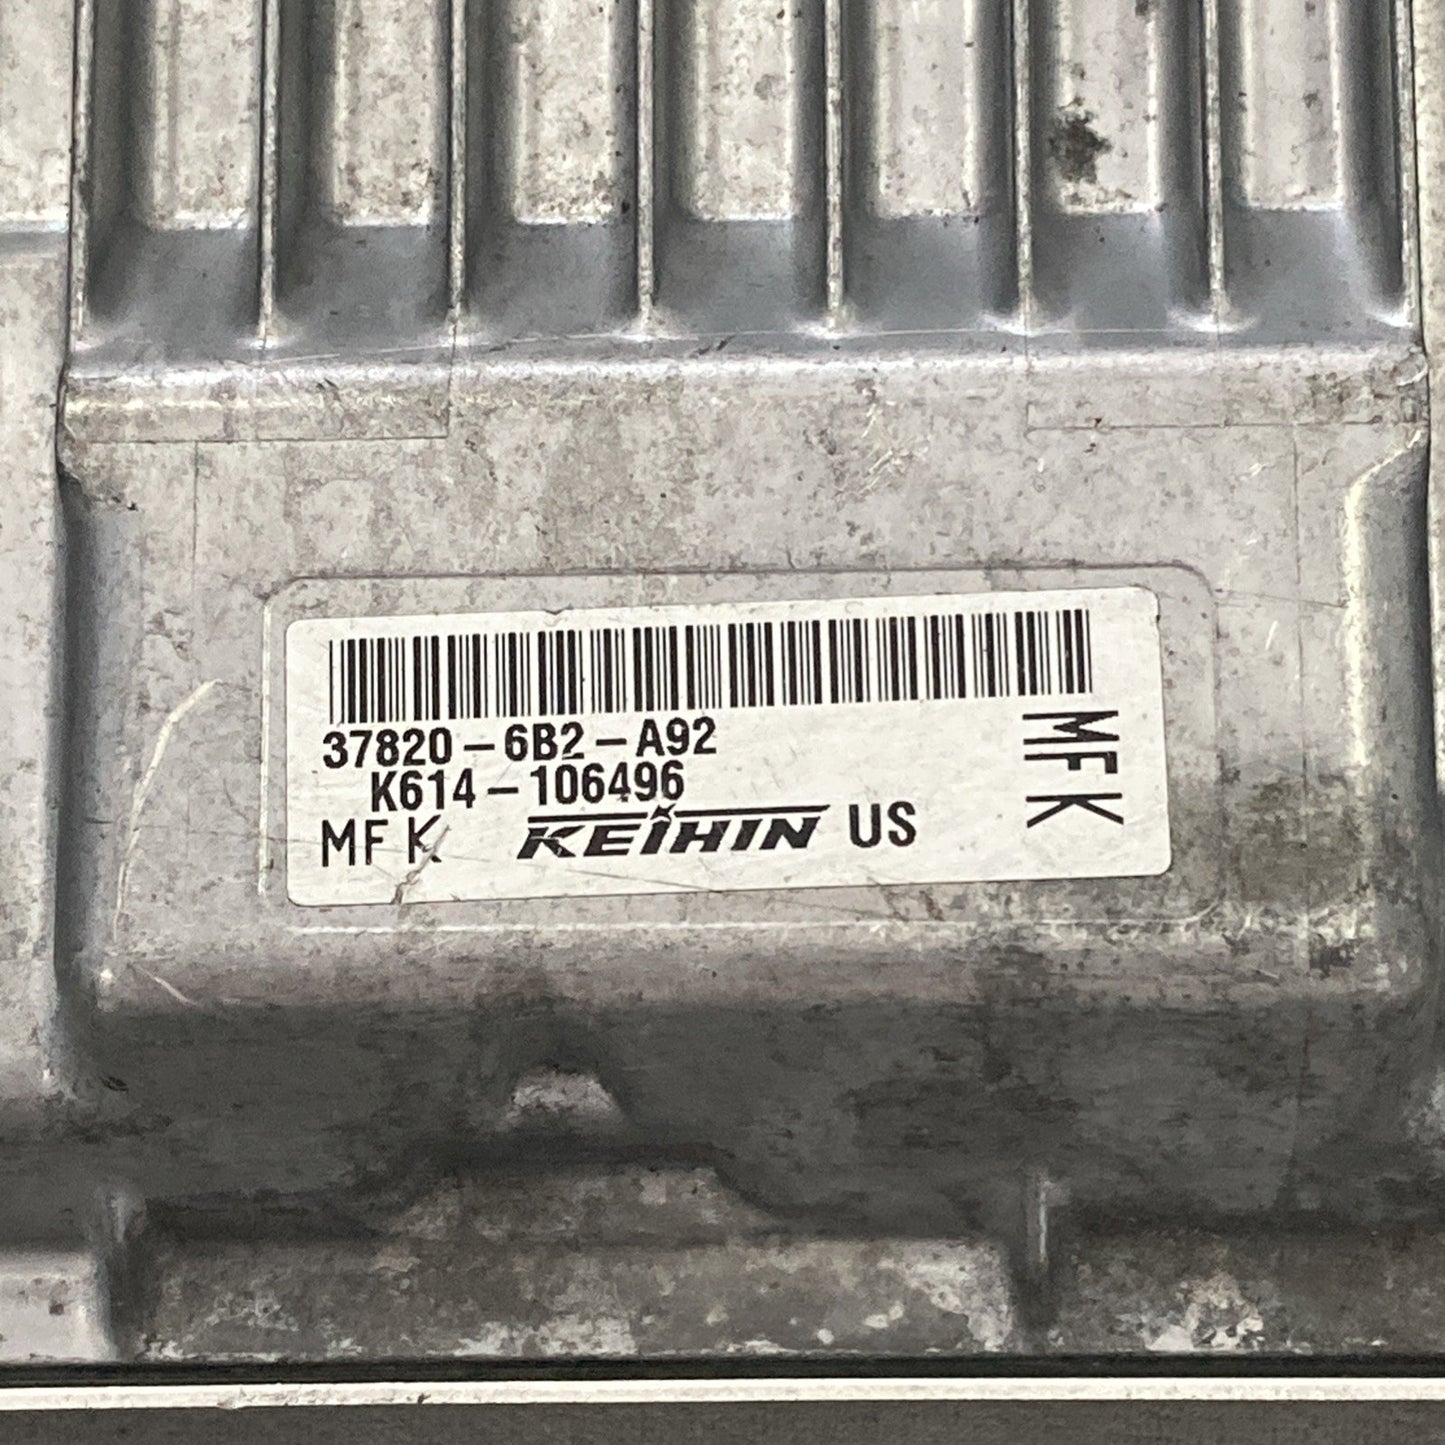 37820-6B2-A92
K614-106496
MFK KEIHIN US
MFK